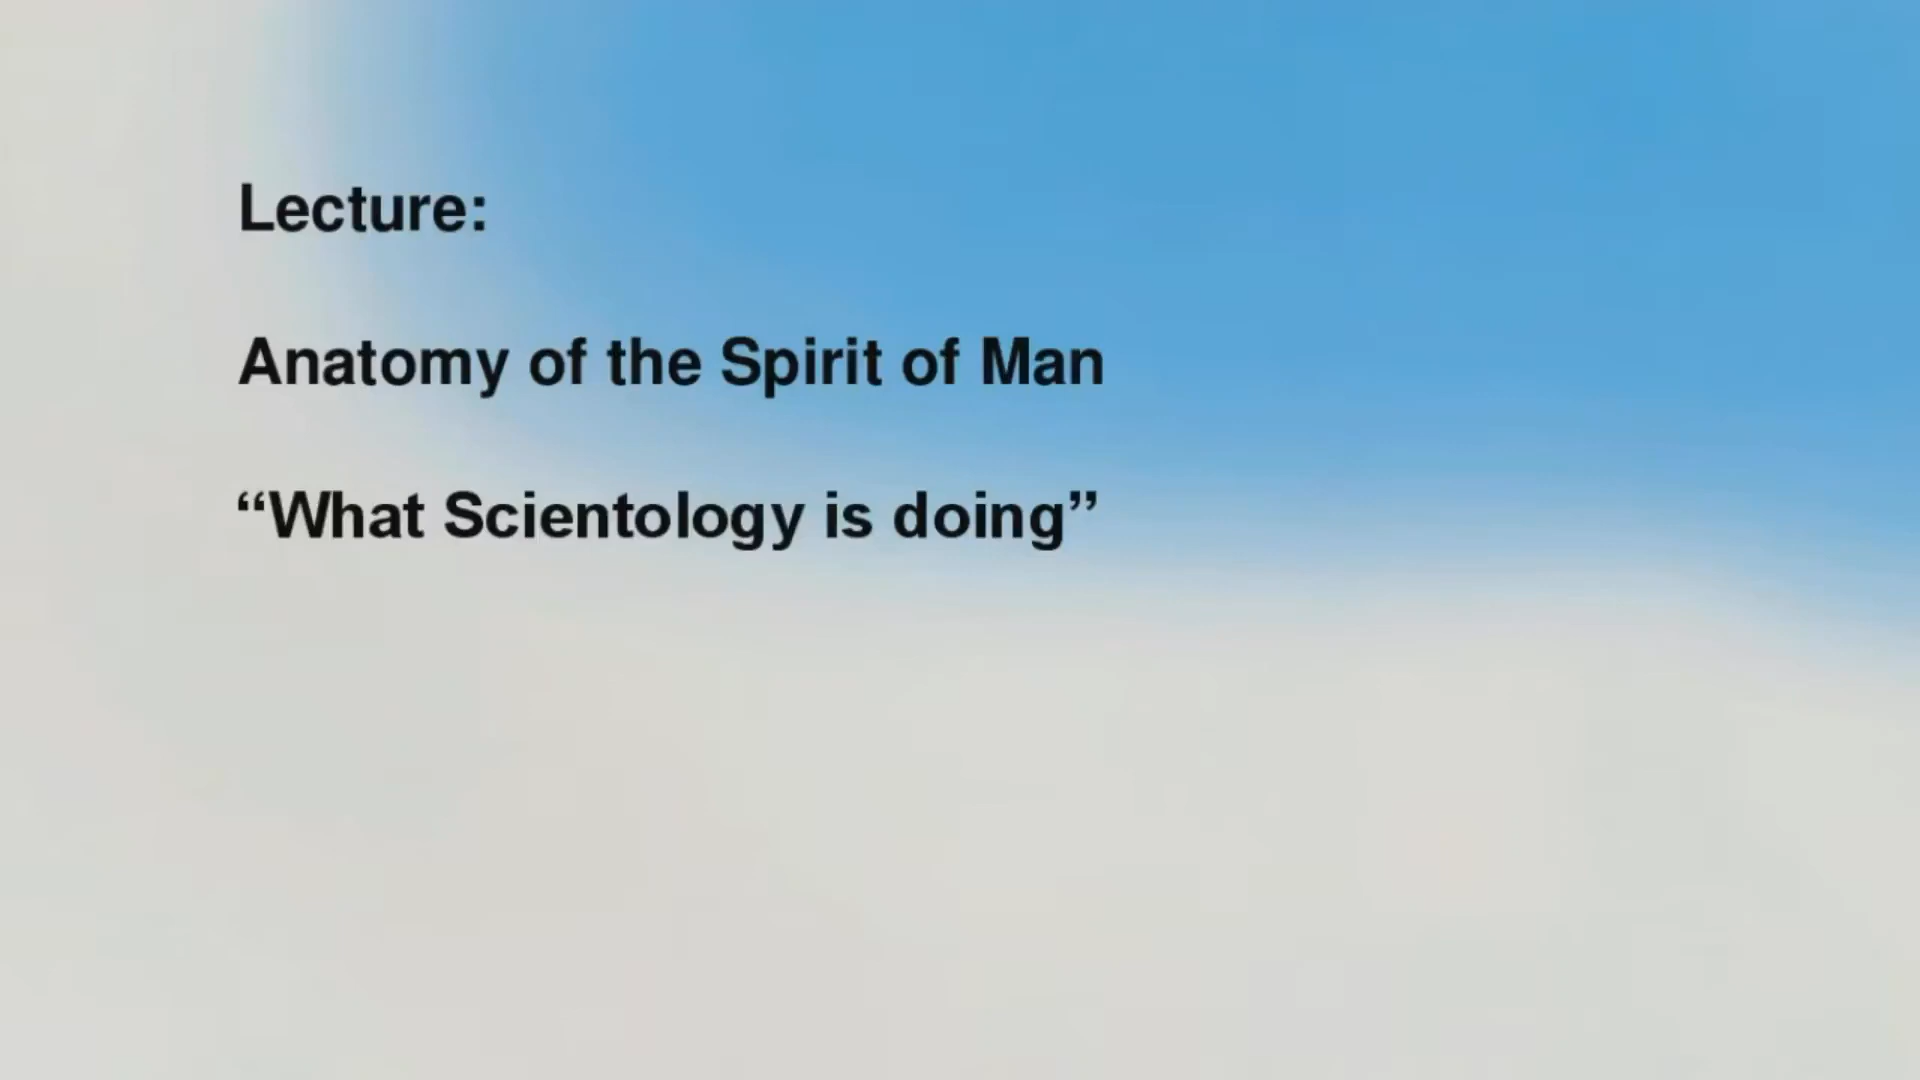 Lecture:
Anatomy of the Spirit of Man
“What Scientology is doing”